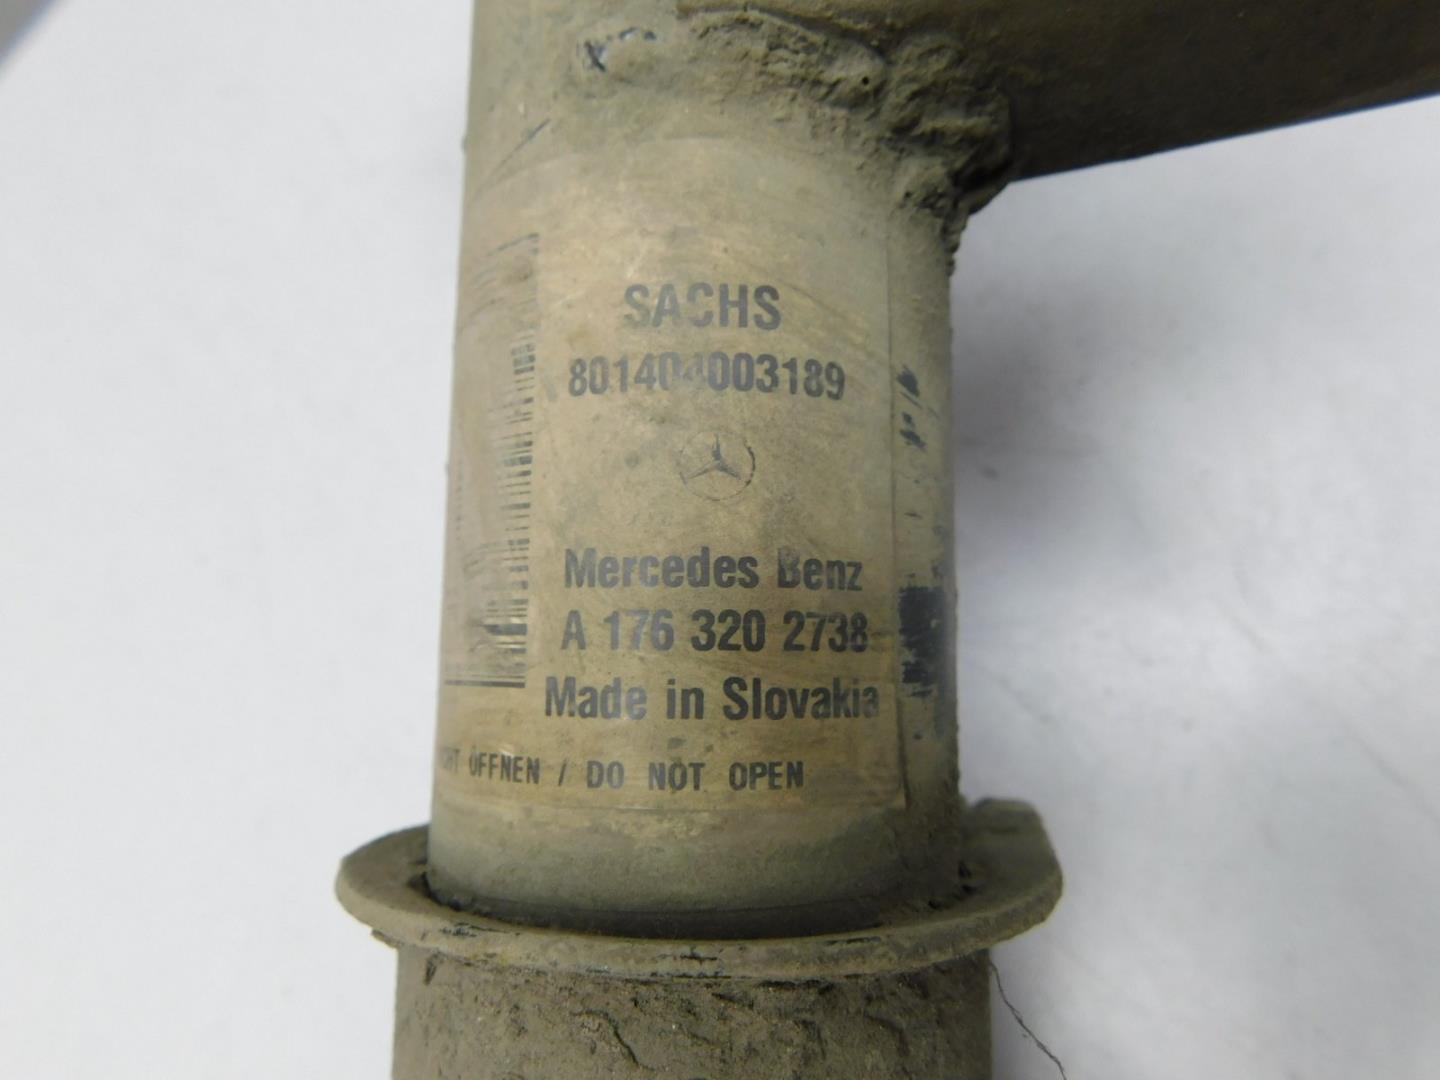 SACHS
801404003189
Mercedes Benz
A 176 320 2738
Made in Slovakia
ÖFFNEN / DO NOT OPEN